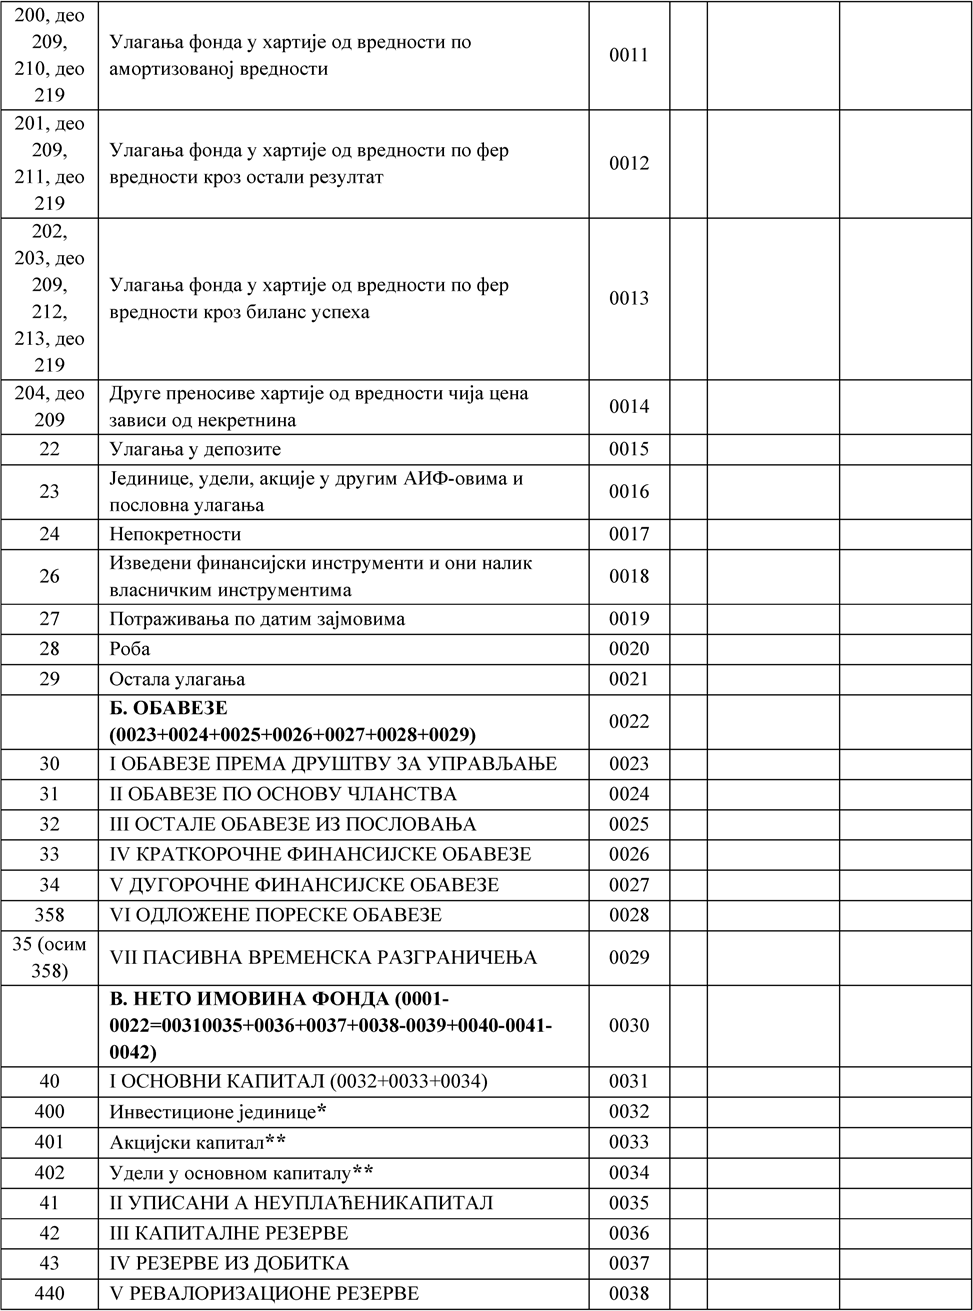 200, део
209,
210, део
219
Улагања фонда у хартије од вредности по
амортизованој вредности
0011
201, део
209,
211, део
219
Улагања фонда у хартије од вредности по фер
вредности кроз остали резултат
0012
202,
203, део
209,
212,
213, део
219
Улагања фонда у хартије од вредности по фер
вредности кроз биланс успеха
0013
204, део
209
Друге преносиве хартије од вредности чија цена
зависи од некретнина
0014
22
Улагања у депозите
0015
23
Јединице, удели, акције у другим АИФ-овима и
пословна улагања
0016
24
Непокретности
0017
26
Изведени финансијски инструменти и они налик
власничким инструментима
0018
27
Потраживања по датим зајмовима
0019
28
Роба
0020
29
Остала улагања
0021
Б. ОБАВЕЗЕ
(0023+0024+0025+0026+0027+0028+0029)
0022
30
I ОБАВЕЗЕ ПРЕМА ДРУШТВУ ЗА УПРАВЉАЊЕ
0023
31
II ОБАВЕЗЕ ПО ОСНОВУ ЧЛАНСТВА
0024
32
III ОСТАЛЕ ОБАВЕЗЕ ИЗ ПОСЛОВАЊА
0025
33
IV КРАТКОРОЧНЕ ФИНАНСИЈСКЕ ОБАВЕЗЕ
0026
34
V ДУГОРОЧНЕ ФИНАНСИЈСКЕ ОБАВЕЗЕ
0027
358
VI ОДЛОЖЕНЕ ПОРЕСКЕ ОБАВЕЗЕ
0028
35 (осим
358)
VII ПАСИВНА ВРЕМЕНСКА РАЗГРАНИЧЕЊА
0029
В. НЕТО ИМОВИНА ФОНДА (0001-
0022=00310035+0036+0037+0038-0039+0040-0041-
0042)
0030
40
I ОСНОВНИ КАПИТАЛ (0032+0033+0034)
0031
400
Инвестиционе јединице*
0032
401
Акцијски капитал**
0033
402
Удели у основном капиталу**
0034
41
II УПИСАНИ А НЕУПЛАЋЕНИКАПИТАЛ
0035
42
III КАПИТАЛНЕ РЕЗЕРВЕ
0036
43
IV РЕЗЕРВЕ ИЗ ДОБИТКА
0037
440
V РЕВАЛОРИЗАЦИОНЕ РЕЗЕРВЕ
0038